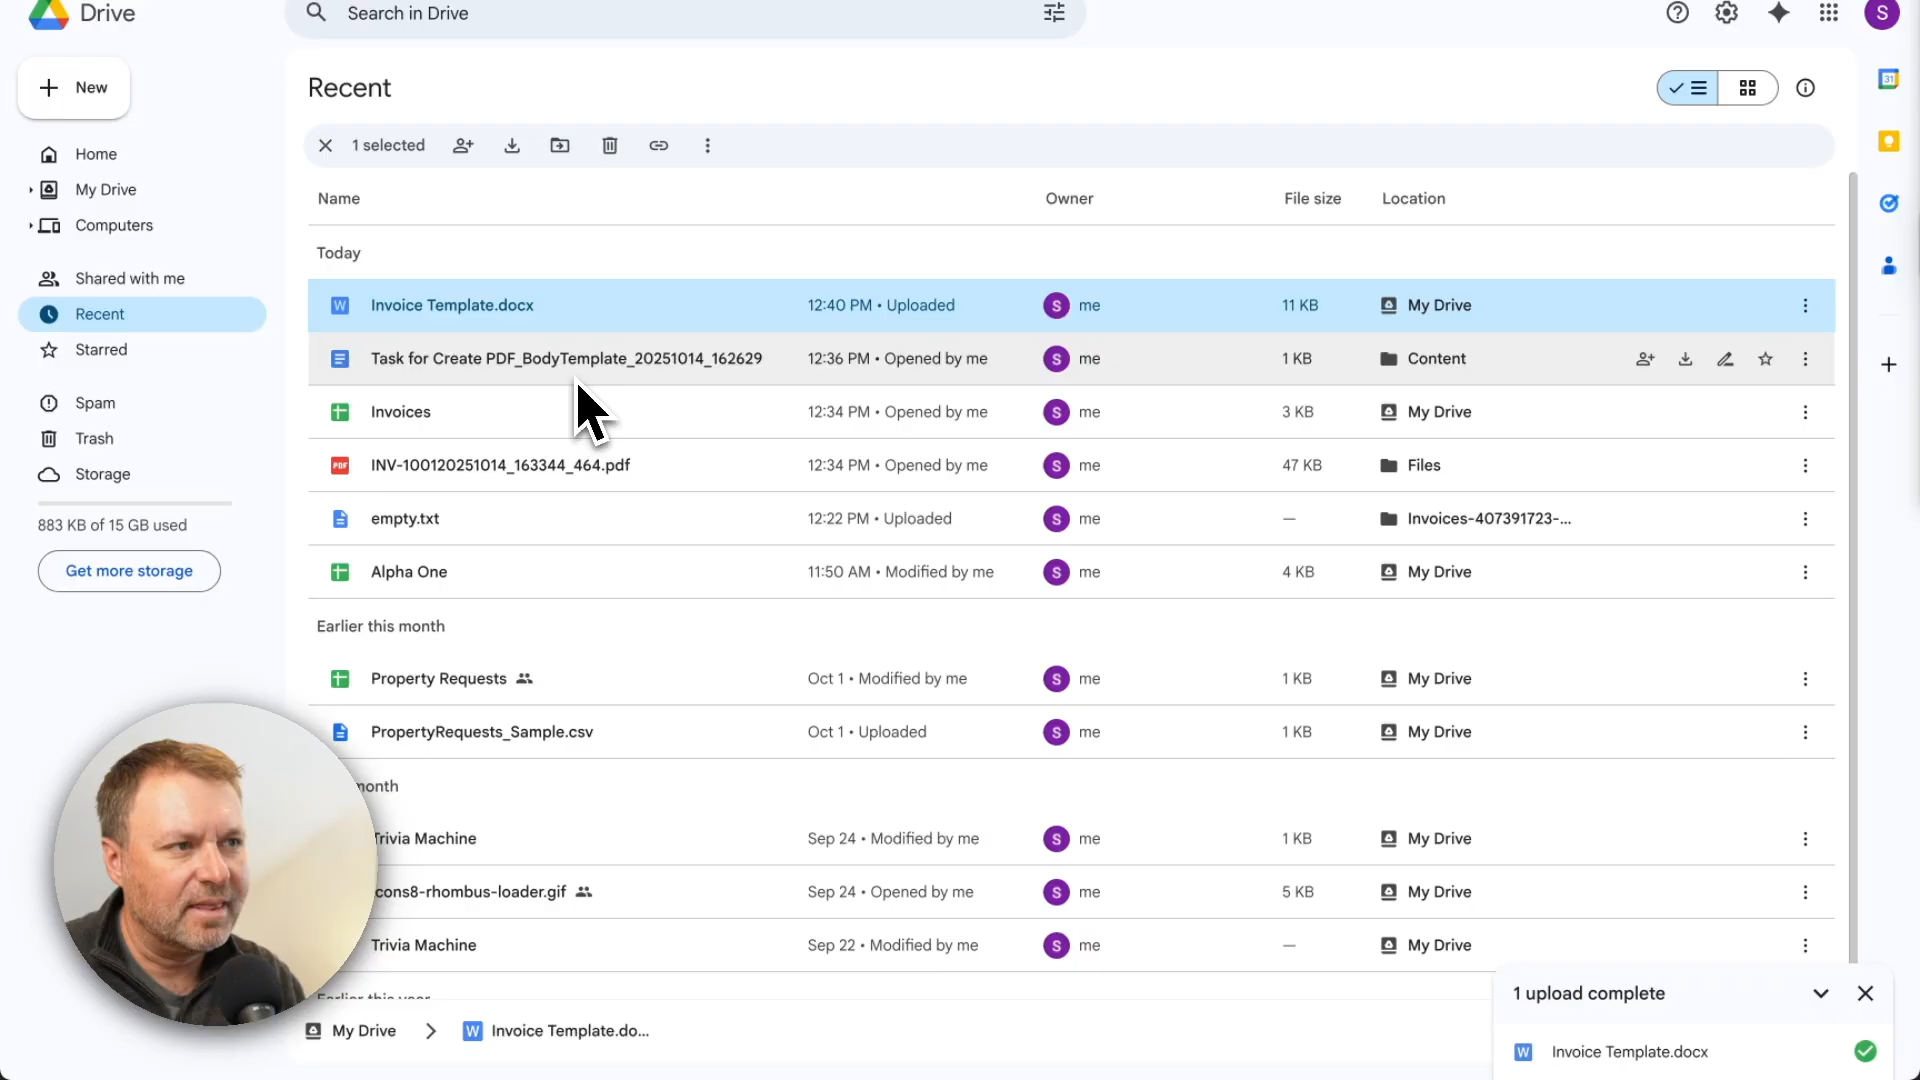 Drive
Search in Drive
S
New
Recent
31
1 selected
Home
My Drive
Computers
Name Owner File size Location
Today
Shared with me
Recent
Starred
Spam
Trash
Storage
883 KB of 15 GB used
Get more storage
W Invoice Template.docx 12:40 PM • Uploaded S me 11 KB My Drive
Task for Create PDF_BodyTemplate_20251014_162629 12:36 PM • Opened by me S me 1 KB Content
Invoices 12:34 PM • Opened by me S me 3 KB My Drive
PDF INV-100120251014_163344_464.pdf 12:34 PM • Opened by me S me 47 KB Files
empty.txt 12:22 PM • Uploaded S me — Invoices-407391723-...
Alpha One 11:50 AM • Modified by me S me 4 KB My Drive
Earlier this month
Property Requests Oct 1 • Modified by me S me 1 KB My Drive
PropertyRequests_Sample.csv Oct 1 • Uploaded S me 1 KB My Drive
month
Trivia Machine Sep 24 • Modified by me S me 1 KB My Drive
cons8-rhombus-loader.gif Sep 24 • Opened by me S me 5 KB My Drive
Trivia Machine Sep 22 • Modified by me S me — My Drive
Earlier this year
My Drive > W Invoice Template.do...
1 upload complete
W Invoice Template.docx